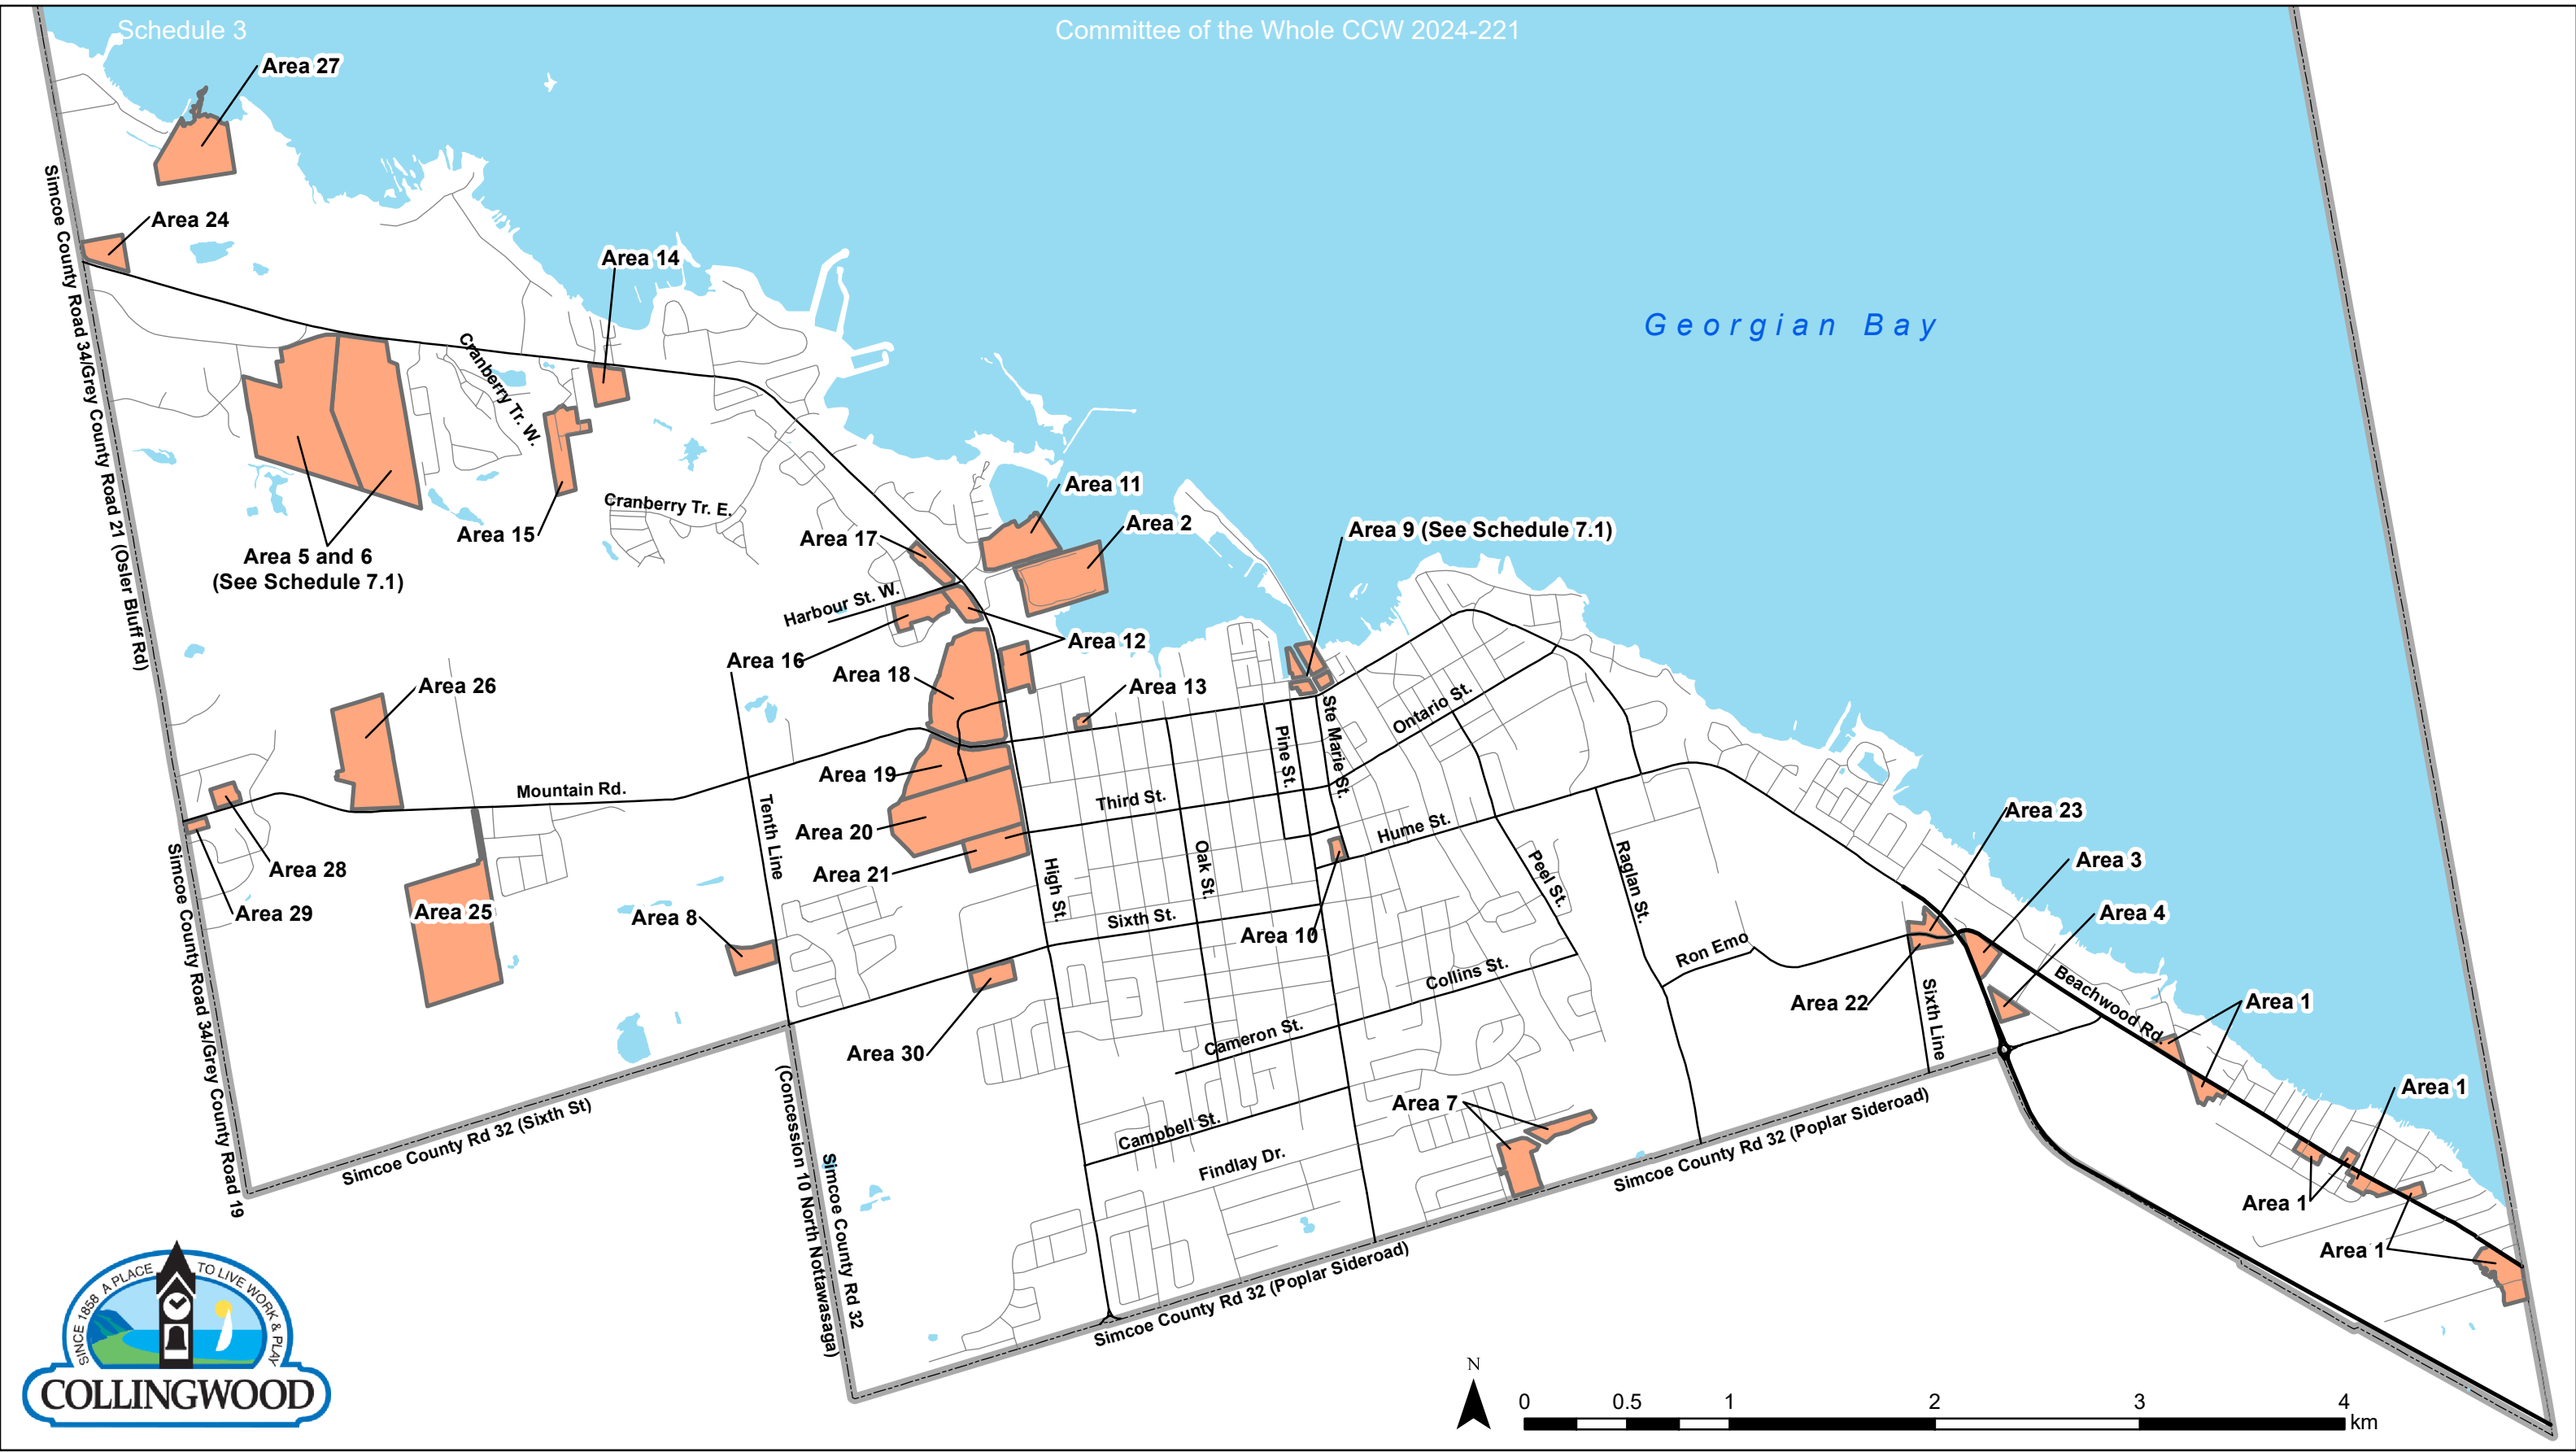 Schedule 3
Committee of the Whole CCW 2024-221
Area 27
Area 24
Area 14
Georgian Bay
Simcoe County Road 34/Grey County Road 21 (Osler Bluff Rd)
Cranberry Tr. W.
Cranberry Tr. E.
Area 15
Area 5 and 6
(See Schedule 7.1)
Area 11
Area 2
Area 17
Area 9 (See Schedule 7.1)
Harbour St. W.
Area 12
Area 16
Area 18
Area 26
Area 13
Ste Marie St.
Ontario St.
Pine St.
Area 19
Mountain Rd.
Third St.
Tenth Line
Area 20
Hume St.
Area 23
Area 28
Area 21
High St.
Oak St.
Peel St.
Raglan St.
Area 3
Area 29
Area 25
Area 8
Sixth St.
Area 10
Area 4
Ron Emo
Collins St.
Beachwood Rd.
Area 22
Sixth Line
Area 1
Simcoe County Road 34/Grey County Road 19
Area 30
Cameron St.
Area 7
Area 1
Simcoe County Rd 32 (Sixth St)
Campbell St.
Findlay Dr.
Simcoe County Rd 32 (Poplar Sideroad)
Area 1
Area 1
Simcoe County Rd 32
(Concession 10 North Nottawasaga)
Simcoe County Rd 32 (Poplar Sideroad)
SINCE 1858 A PLACE TO LIVE WORK & PLAY
COLLINGWOOD
N
0 0.5 1 2 3 4
km